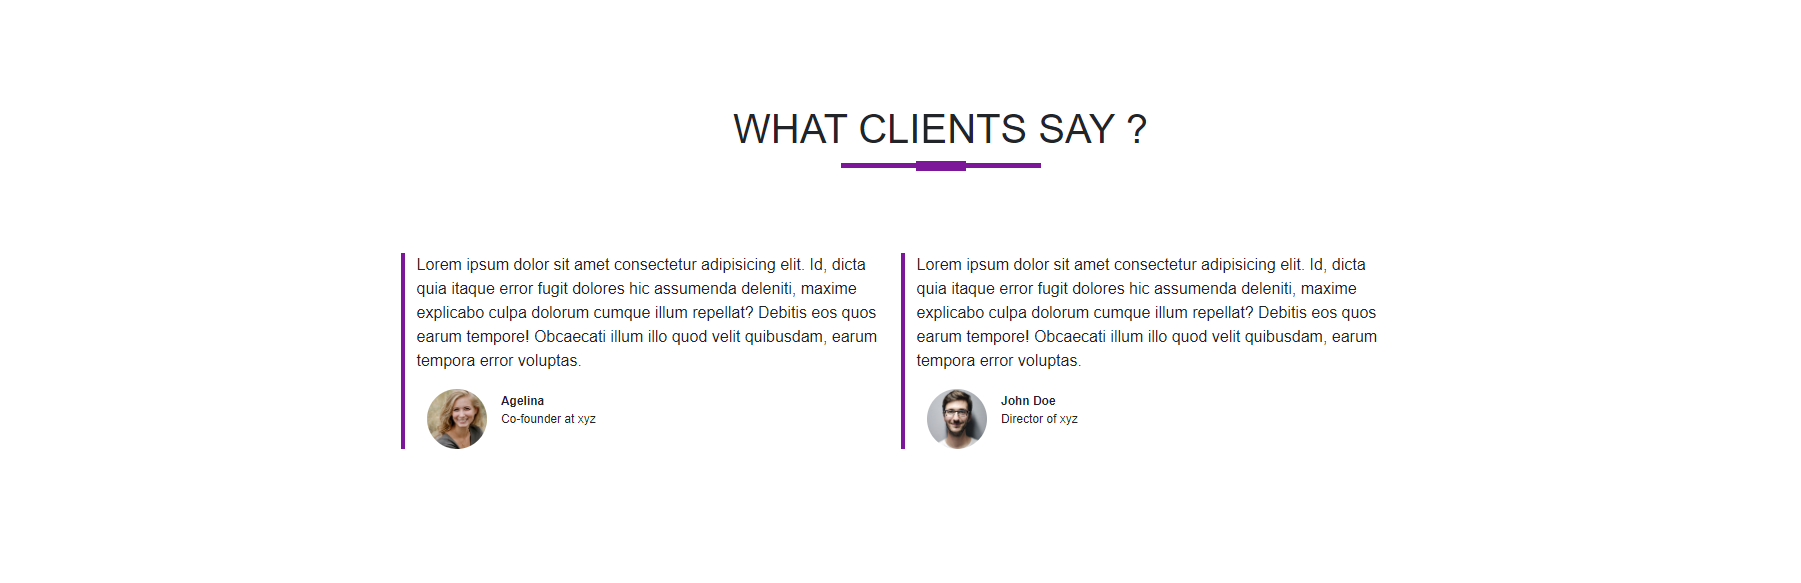 WHAT CLIENTS SAY ?
Lorem ipsum dolor sit amet consectetur adipisicing elit. Id, dicta
quia itaque error fugit dolores hic assumenda deleniti, maxime
explicabo culpa dolorum cumque illum repellat? Debitis eos quos
earum tempore! Obcaecati illum illo quod velit quibusdam, earum
tempora error voluptas.
Agelina
Co-founder at xyz
Lorem ipsum dolor sit amet consectetur adipisicing elit. Id, dicta
quia itaque error fugit dolores hic assumenda deleniti, maxime
explicabo culpa dolorum cumque illum repellat? Debitis eos quos
earum tempore! Obcaecati illum illo quod velit quibusdam, earum
tempora error voluptas.
John Doe
Director of xyz